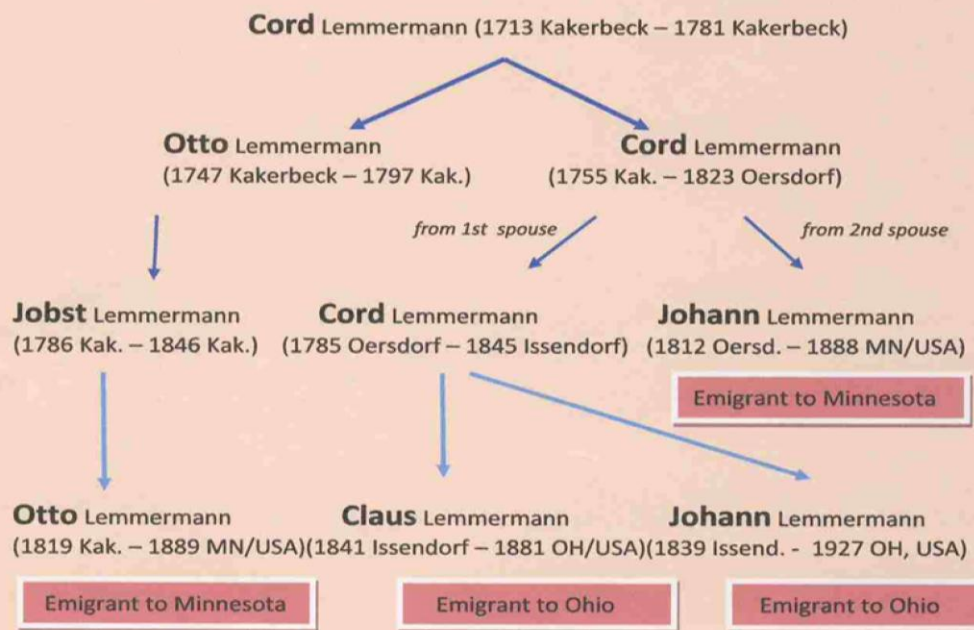 Cord Lemmermann (1713 Kakerbeck – 1781 Kakerbeck)
Otto Lemmermann
(1747 Kakerbeck – 1797 Kak.)
Cord Lemmermann
(1755 Kak. – 1823 Oersdorf)
from 1st spouse
from 2nd spouse
Jobst Lemmermann
(1786 Kak. – 1846 Kak.)
Cord Lemmermann
(1785 Oersdorf – 1845 Issendorf)
Johann Lemmermann
(1812 Oersd. – 1888 MN/USA)
Emigrant to Minnesota
Otto Lemmermann
(1819 Kak. – 1889 MN/USA)
Emigrant to Minnesota
Claus Lemmermann
(1841 Issendorf – 1881 OH/USA)
Emigrant to Ohio
Johann Lemmermann
(1839 Issend. - 1927 OH, USA)
Emigrant to Ohio